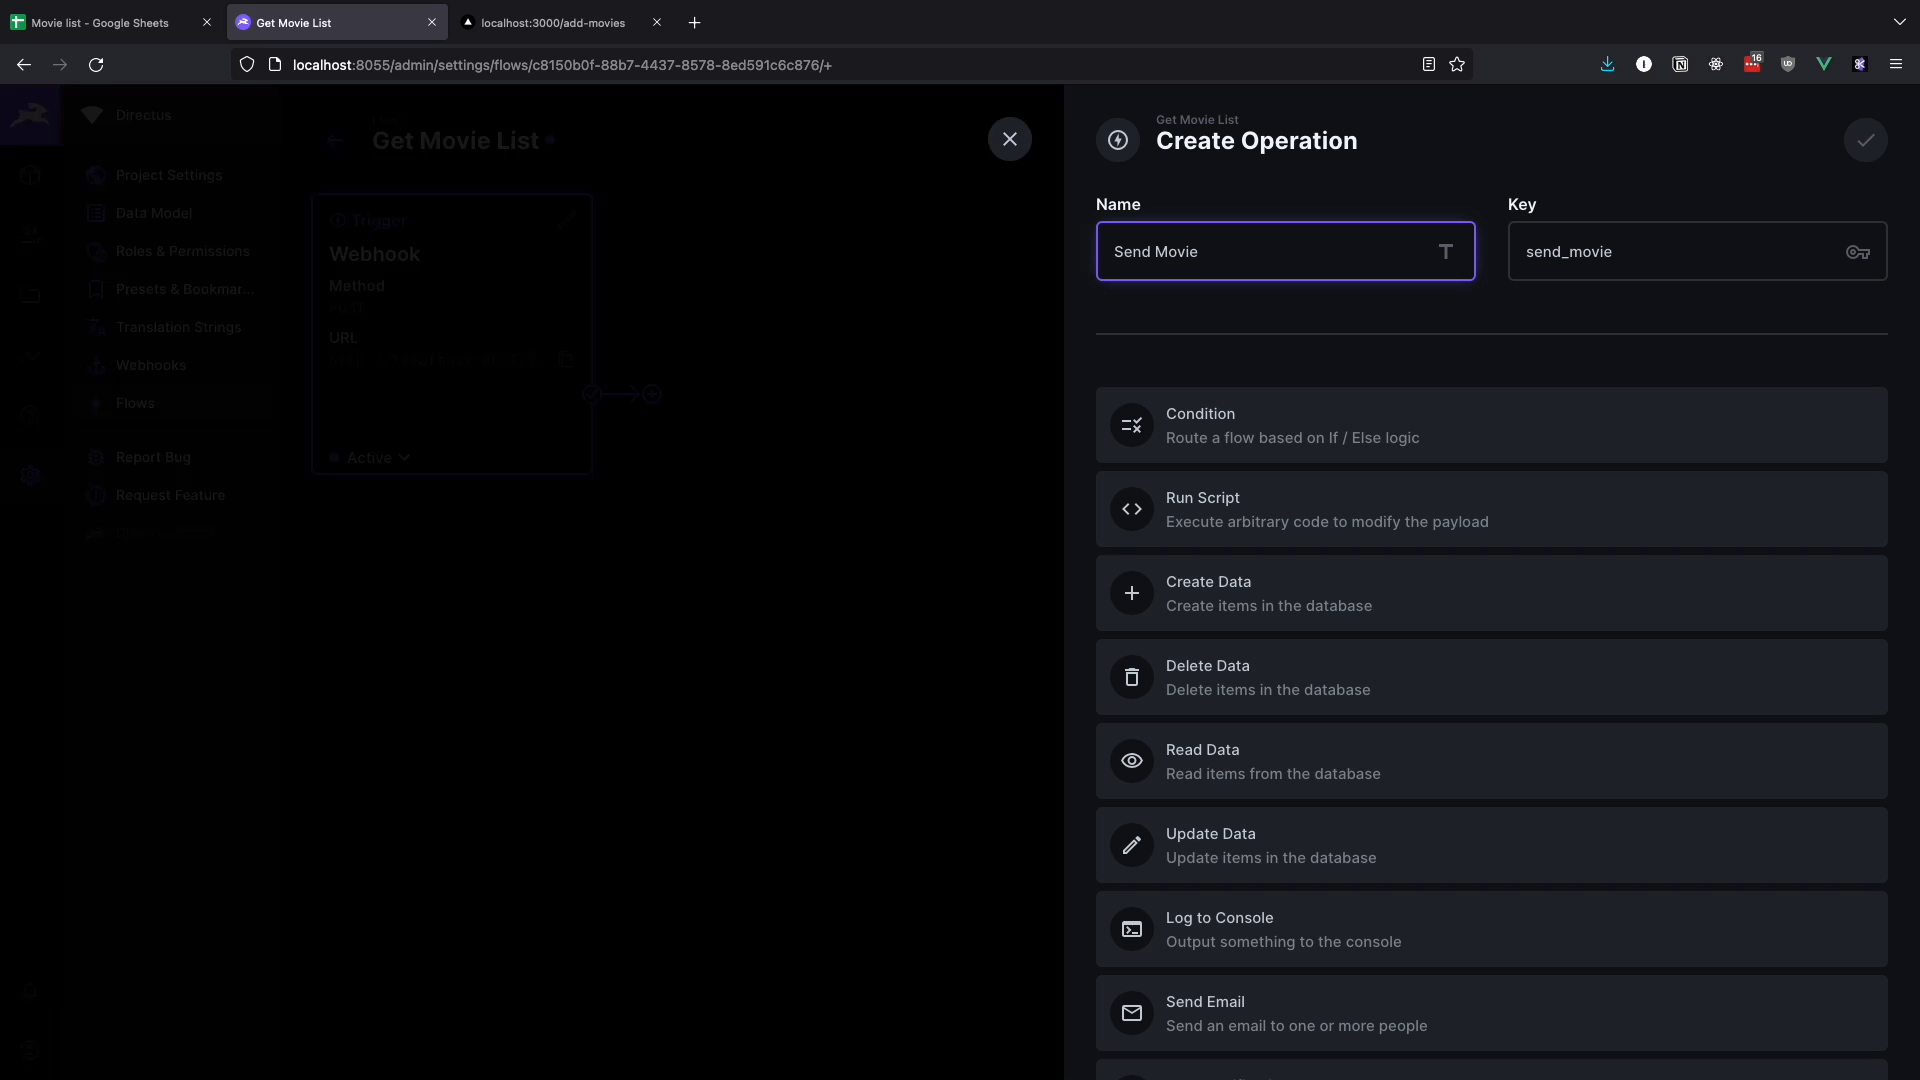 Movie list - Google Sheets
Get Movie List
localhost:3000/add-movies
localhost:8055/admin/settings/flows/c8150b0f-88b7-4437-8578-8ed591c6c876/+
16
Directus
Project Settings
Data Model
Roles & Permissions
Presets & Bookmar...
Translation Strings
Webhooks
Flows
Report Bug
Request Feature
Get Movie List
Trigger
Webhook
Method
URL
Active
Get Movie List
Create Operation
Name
Send Movie
Key
send_movie
Condition
Route a flow based on If / Else logic
Run Script
Execute arbitrary code to modify the payload
Create Data
Create items in the database
Delete Data
Delete items in the database
Read Data
Read items from the database
Update Data
Update items in the database
Log to Console
Output something to the console
Send Email
Send an email to one or more people